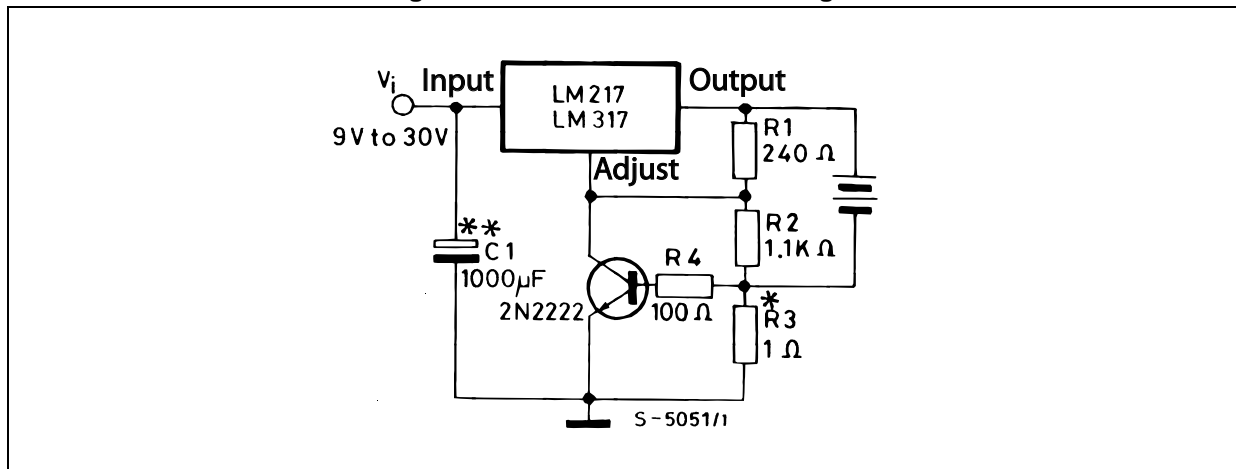 Vi
Input
Output
LM217
LM317
9V to 30V
Adjust
R1
240 Ω
R2
1.1K Ω
**
C1
1000µF
R4
100 Ω
2N2222
*
R3
1 Ω
S-5051/1